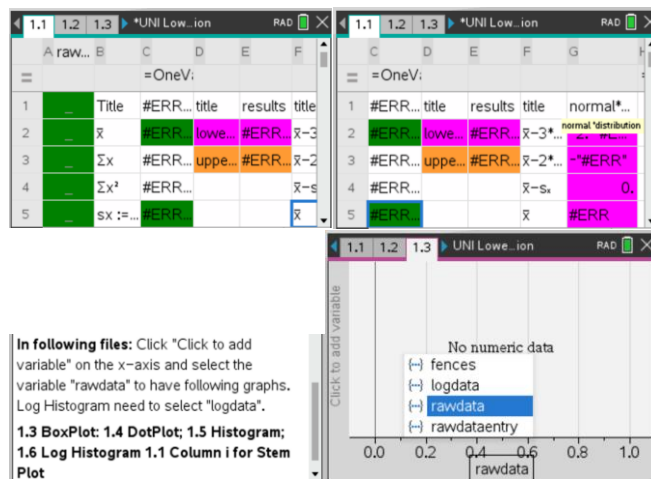 1.1 1.2 1.3 *UNI Low...ion RAD
A raw... B C D E F
= =OneV:
1 _ Title #ERR... title results title
2 _ x̄ #ERR... lowe... #ERR... x̄−3
3 _ Σx #ERR... uppe... #ERR... x̄−2
4 _ Σx² #ERR... x̄−s
5 _ sx :=... #ERR... x̄
1.1 1.2 1.3 *UNI Low...ion RAD
C D E F G H
= =OneV: =
1 #ERR... title results title normal*...
2 #ERR... lowe... #ERR... x̄−3*... normal *distribution
3 #ERR... uppe... #ERR... x̄−2*... −"#ERR"
4 #ERR... x̄−sₓ 0.
5 #ERR... x̄ #ERR
In following files: Click "Click to add
variable" on the x−axis and select the
variable "rawdata" to have following graphs.
Log Histogram need to select "logdata".
1.3 BoxPlot: 1.4 DotPlot; 1.5 Histogram;
1.6 Log Histogram 1.1 Column i for Stem
Plot
1.1 1.2 1.3 UNI Lowe...ion RAD
Click to add variable
No numeric data
fences
logdata
rawdata
rawdataentry
0.0 0.2 0.4 0.6 0.8 1.0
rawdata